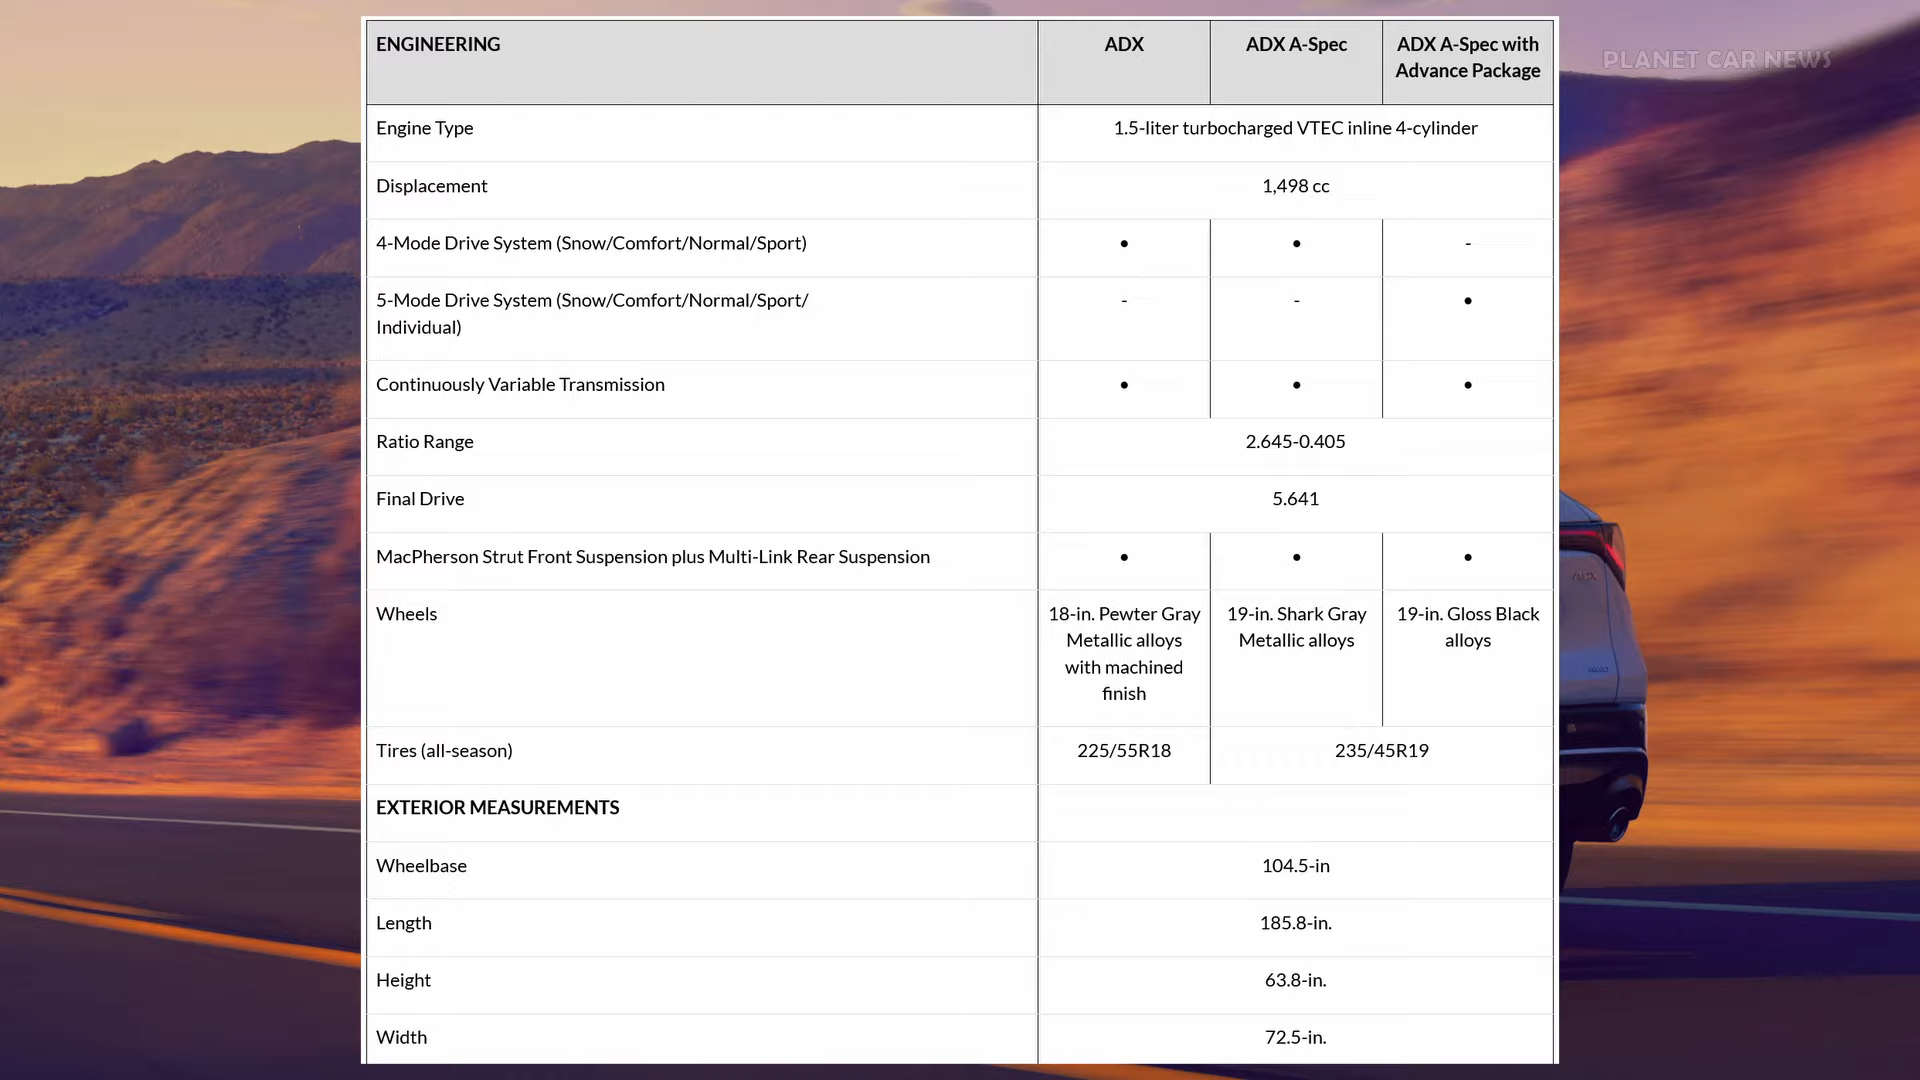 PLANET CAR NEWS
ENGINEERING ADX ADX A-Spec ADX A-Spec with
Advance Package
Engine Type 1.5-liter turbocharged VTEC inline 4-cylinder
Displacement 1,498 cc
4-Mode Drive System (Snow/Comfort/Normal/Sport) • • -
5-Mode Drive System (Snow/Comfort/Normal/Sport/ - - •
Individual)
Continuously Variable Transmission • • •
Ratio Range 2.645-0.405
Final Drive 5.641
MacPherson Strut Front Suspension plus Multi-Link Rear Suspension • • •
Wheels 18-in. Pewter Gray 19-in. Shark Gray 19-in. Gloss Black
Metallic alloys Metallic alloys alloys
with machined
finish
Tires (all-season) 225/55R18 235/45R19
EXTERIOR MEASUREMENTS
Wheelbase 104.5-in
Length 185.8-in.
Height 63.8-in.
Width 72.5-in.
ADX